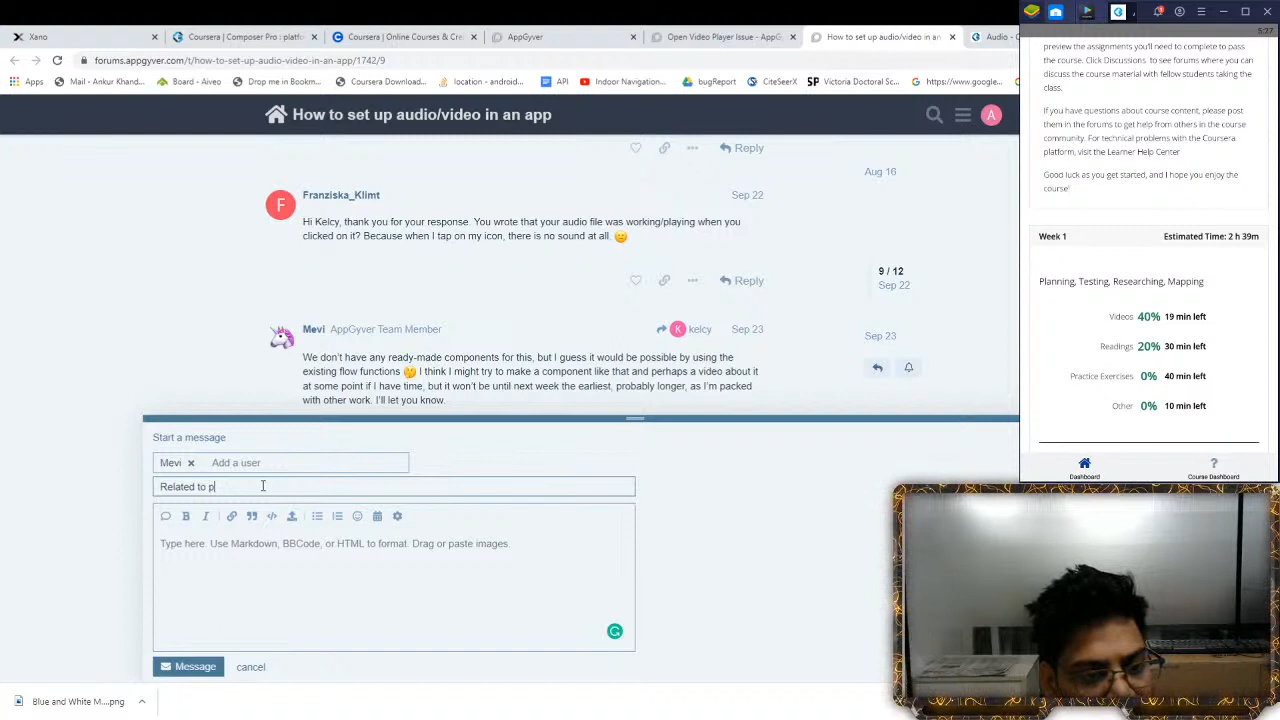 Xano
Coursera | Composer Pro : platf
Coursera | Online Courses & Cre
AppGyver
Open Video Player Issue - AppG
How to set up audio/video in an
Audio - C
forums.appgyver.com/t/how-to-set-up-audio-video-in-an-app/1742/9
Apps
Mail - Ankur Khand...
Board - Aiveo
Drop me in Bookm...
Coursera Download...
location - android...
API
Indoor Navigation...
bugReport
CiteSeerX
SP Victoria Doctoral Sc...
https://www.google...
How to set up audio/video in an app
A
Reply
Aug 16
F
Franziska_Klimt
Sep 22
Hi Kelcy, thank you for your response. You wrote that your audio file was working/playing when you
clicked on it? Because when I tap on my icon, there is no sound at all.
9 / 12
Sep 22
Reply
Mevi AppGyver Team Member
K kelcy
Sep 23
Sep 23
We don't have any ready-made components for this, but I guess it would be possible by using the
existing flow functions I think I might try to make a component like that and perhaps a video about it
at some point if I have time, but it won't be until next week the earliest, probably longer, as I'm packed
with other work. I'll let you know.
Start a message
Mevi × Add a user
Related to p
Type here. Use Markdown, BBCode, or HTML to format. Drag or paste images.
Message
cancel
Blue and White M....png
5:27
preview the assignments you'll need to complete to pass
the course. Click Discussions to see forums where you can
discuss the course material with fellow students taking the
class.
If you have questions about course content, please post
them in the forums to get help from others in the course
community. For technical problems with the Coursera
platform, visit the Learner Help Center
Good luck as you get started, and I hope you enjoy the
course!
Week 1
Estimated Time: 2 h 39m
Planning, Testing, Researching, Mapping
Videos 40% 19 min left
Readings 20% 30 min left
Practice Exercises 0% 40 min left
Other 0% 10 min left
Dashboard
Course Dashboard